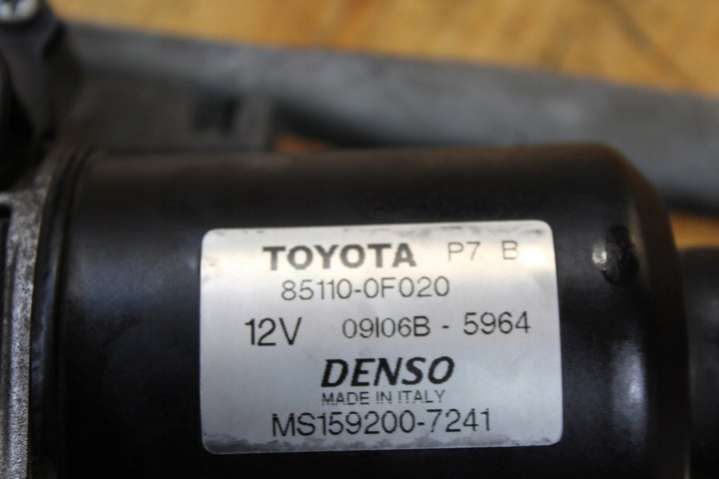 TOYOTA P7 B
85110-0F020
12V 09I06B - 5964
DENSO
MADE IN ITALY
MS159200-7241